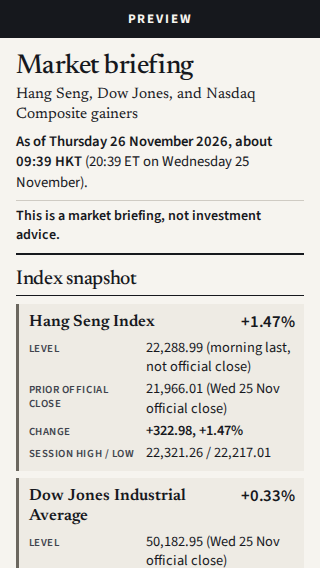 PREVIEW
Market briefing
Hang Seng, Dow Jones, and Nasdaq
Composite gainers
As of Thursday 26 November 2026, about
09:39 HKT (20:39 ET on Wednesday 25
November).
This is a market briefing, not investment
advice.
Index snapshot
Hang Seng Index +1.47%
LEVEL 22,288.99 (morning last,
not official close)
PRIOR OFFICIAL CLOSE 21,966.01 (Wed 25 Nov
official close)
CHANGE +322.98, +1.47%
SESSION HIGH / LOW 22,321.26 / 22,217.01
Dow Jones Industrial Average +0.33%
LEVEL 50,182.95 (Wed 25 Nov
official close)